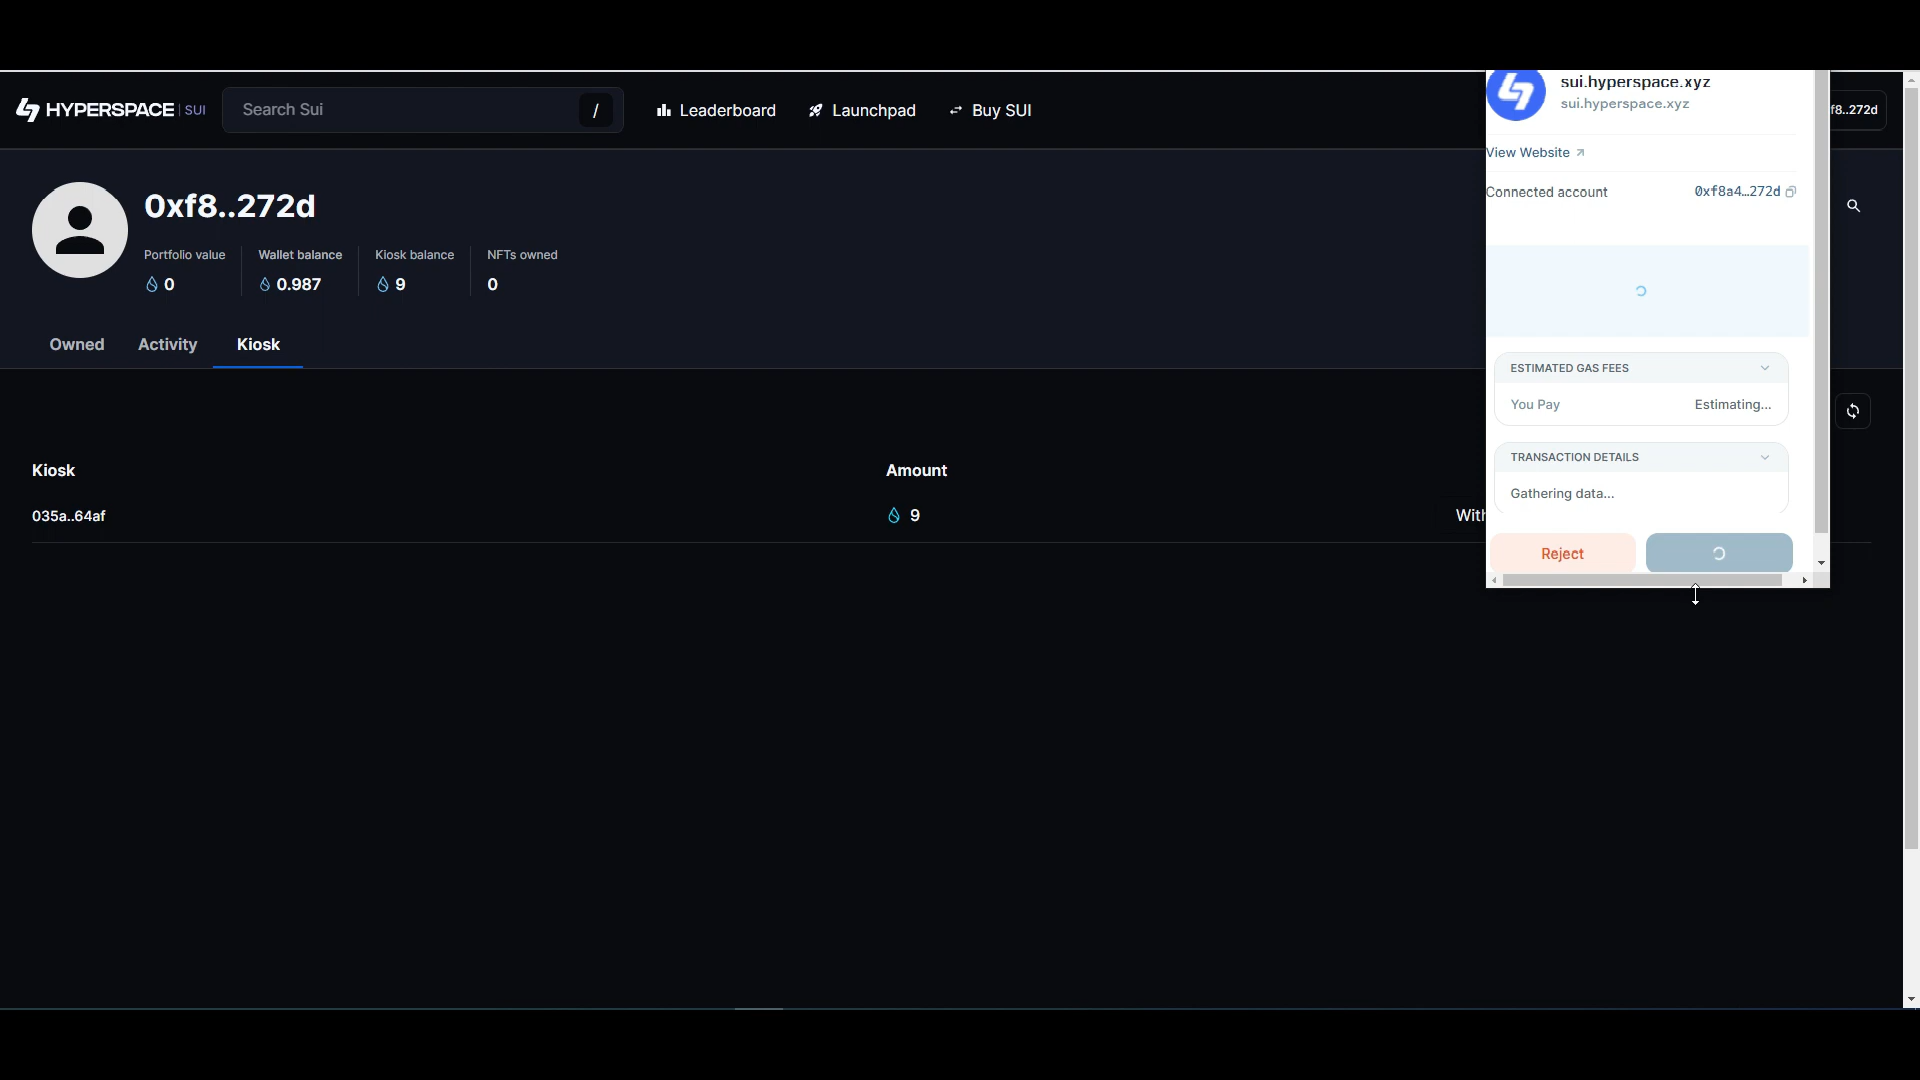 HYPERSPACE | SUI
Search Sui
/
Leaderboard
Launchpad
Buy SUI
f8..272d
0xf8..272d
Portfolio value
Wallet balance
Kiosk balance
NFTs owned
0
0.987
9
0
Owned
Activity
Kiosk
Kiosk
Amount
035a..64af
9
With
sui.hyperspace.xyz
sui.hyperspace.xyz
View Website
Connected account
0xf8a4...272d
ESTIMATED GAS FEES
You Pay
Estimating...
TRANSACTION DETAILS
Gathering data...
Reject